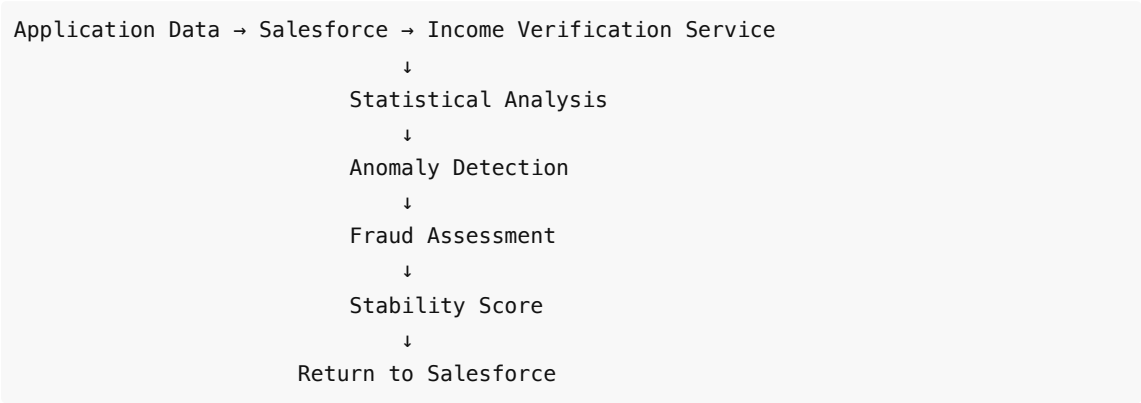 Application Data → Salesforce → Income Verification Service
↓
Statistical Analysis
↓
Anomaly Detection
↓
Fraud Assessment
↓
Stability Score
↓
Return to Salesforce